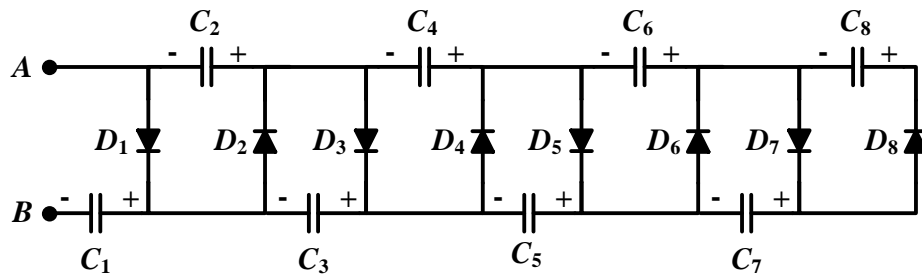 C2 C4 C6 C8
- + - + - + - +
A
D1 D2 D3 D4 D5 D6 D7 D8
- + - + - + - +
B
C1 C3 C5 C7